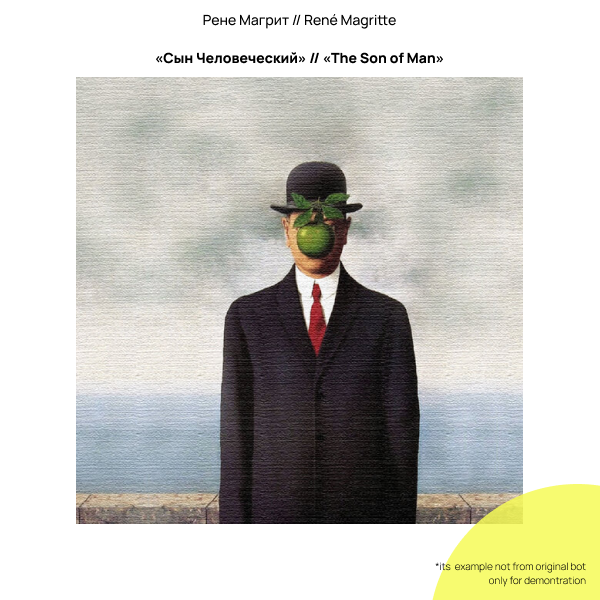 Рене Магрит // René Magritte
«Сын Человеческий» // «The Son of Man»
*its example not from original bot
only for demontration